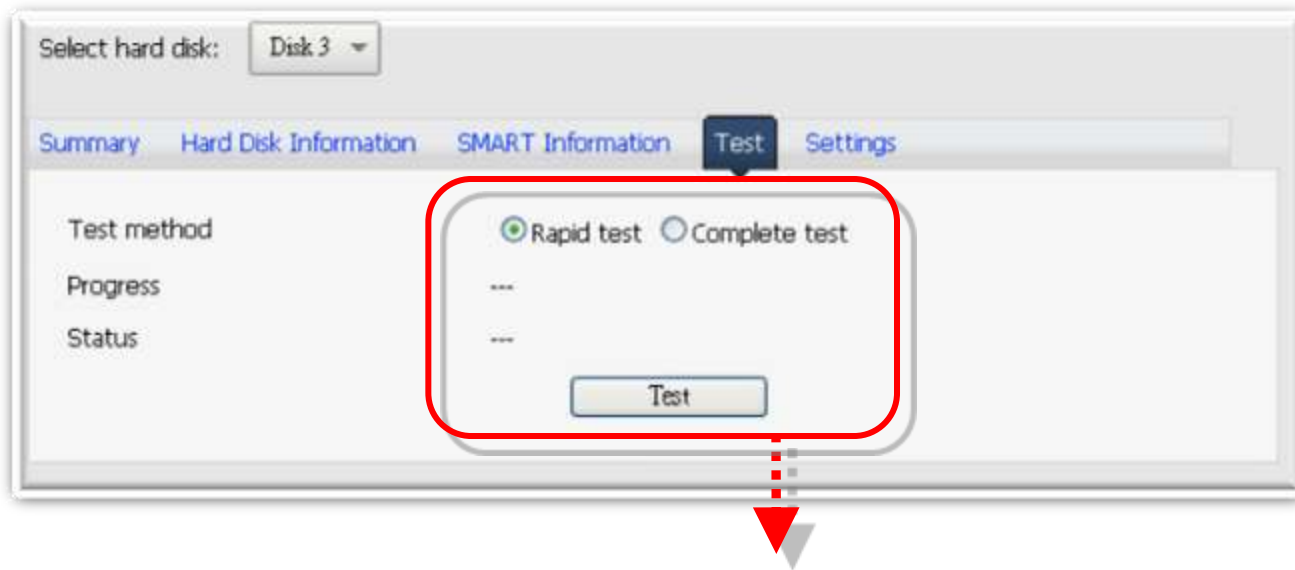 Select hard disk: Disk 3
Summary Hard Disk Information SMART Information Test Settings
Test method Rapid test Complete test
Progress ---
Status ---
Test